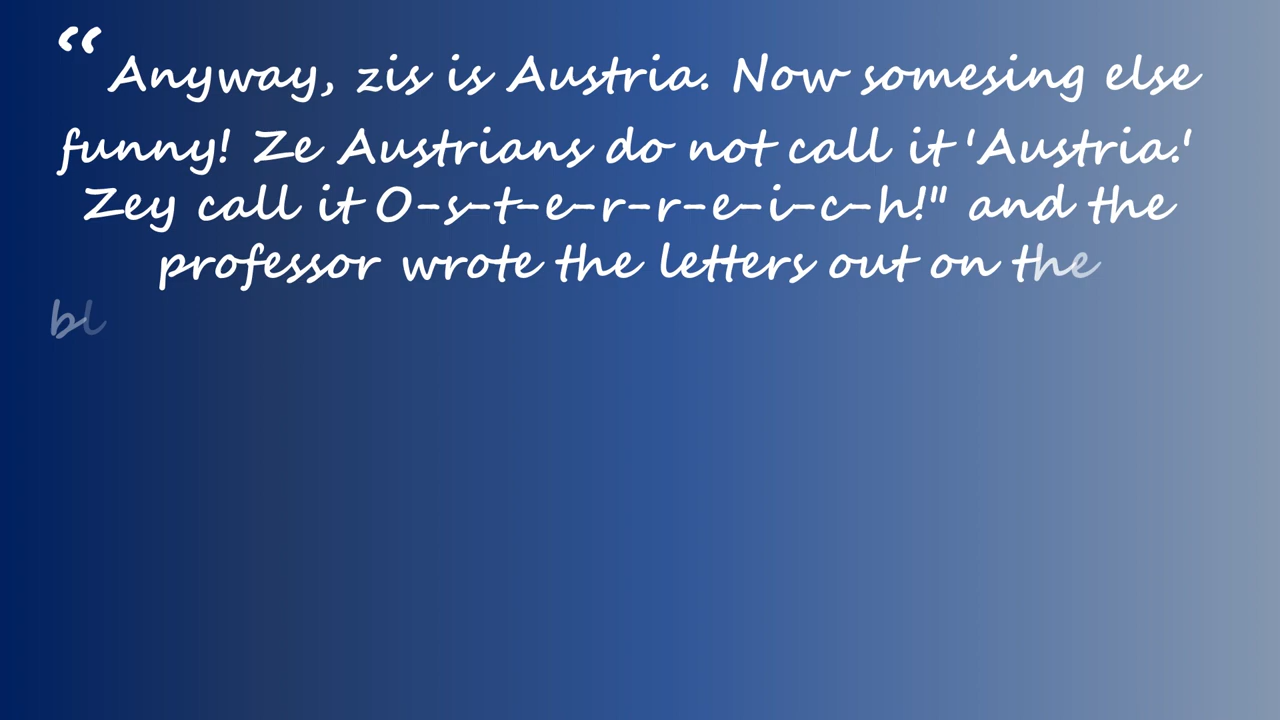 “Anyway, zis is Austria. Now somesing else
funny! Ze Austrians do not call it 'Austria.'
Zey call it O-s-t-e-r-r-e-i-c-h!" and the
professor wrote the letters out on the
bl